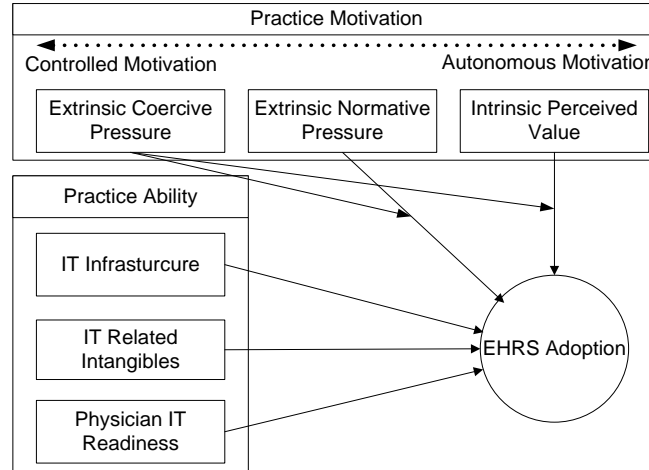 Practice Motivation
Controlled Motivation
Autonomous Motivation
Extrinsic Coercive
Pressure
Extrinsic Normative
Pressure
Intrinsic Perceived
Value
Practice Ability
IT Infrasturcure
IT Related
Intangibles
Physician IT
Readiness
EHRS Adoption